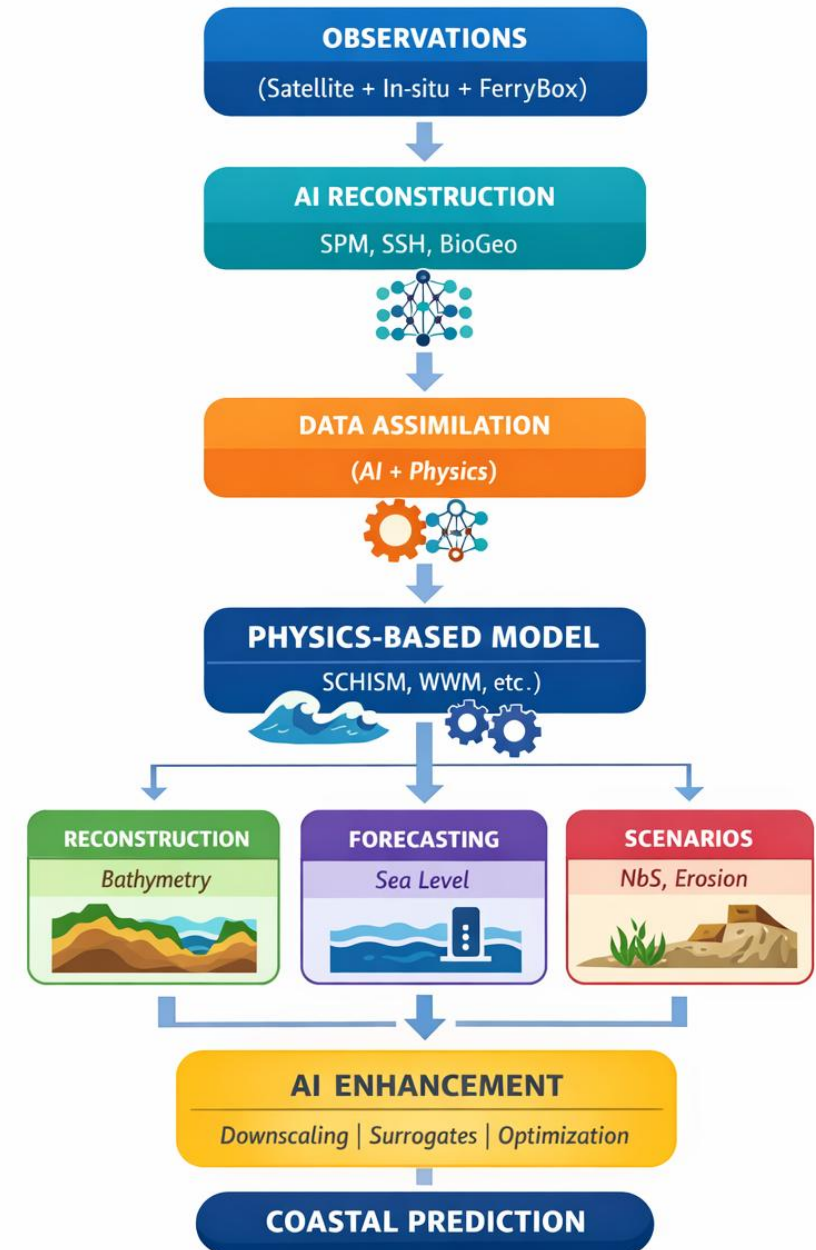 OBSERVATIONS
(Satellite + In-situ + FerryBox)
AI RECONSTRUCTION
SPM, SSH, BioGeo
DATA ASSIMILATION
(AI + Physics)
PHYSICS-BASED MODEL
SCHISM, WWM, etc.)
RECONSTRUCTION
Bathymetry
FORECASTING
Sea Level
SCENARIOS
NbS, Erosion
AI ENHANCEMENT
Downscaling | Surrogates | Optimization
COASTAL PREDICTION